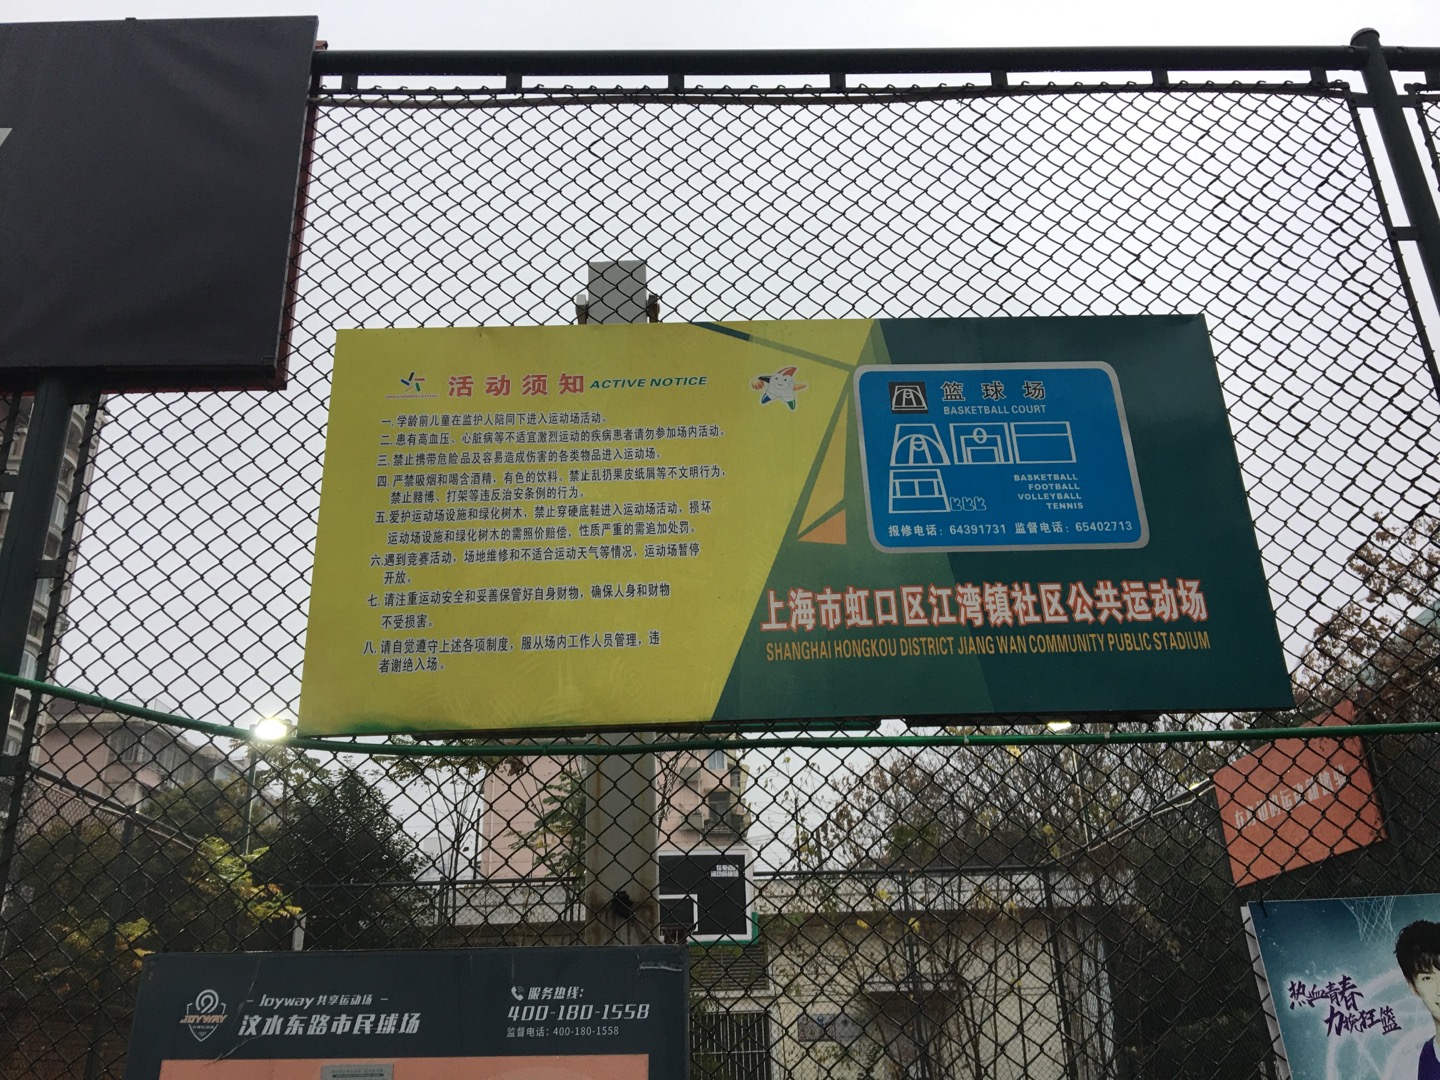 活动须知 ACTIVE NOTICE
一. 学龄前儿童在监护人陪同下进入运动场活动。
二. 患有高血压、心脏病等不适宜激烈运动的疾病患者请勿参加场内活动。
三. 禁止携带危险品及容易造成伤害的各类物品进入运动场。
四. 严禁吸烟和喝含酒精，有色的饮料。禁止乱扔果皮纸屑等不文明行为，
禁止赌博、打架等违反治安条例的行为。
五. 爱护运动场设施和绿化树木，禁止穿硬底鞋进入运动场活动，损坏
运动场设施和绿化树木的需照价赔偿，性质严重的需追加处罚。
六. 遇到竞赛活动，场地维修和不适合运动天气等情况，运动场暂停
开放。
七. 请注重运动安全和妥善保管好自身财物，确保人身和财物
不受损害。
八. 请自觉遵守上述各项制度，服从场内工作人员管理，违
者谢绝入场。
篮球场
BASKETBALL COURT
BASKETBALL
FOOTBALL
VOLLEYBALL
TENNIS
报修电话：64391731 监督电话：65402713
上海市虹口区江湾镇社区公共运动场
SHANGHAI HONGKOU DISTRICT JIANG WAN COMMUNITY PUBLIC STADIUM
JOYWAY
— Joyway 共享运动场 —
汶水东路市民球场
服务热线：
400-180-1558
监督电话：400-180-1558
热血青春
力挽狂篮